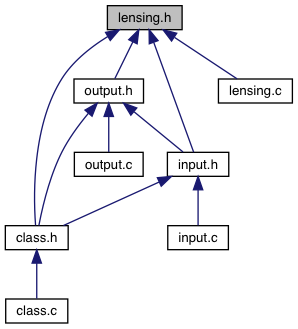 lensing.h
output.h
lensing.c
output.c
input.h
class.h
input.c
class.c